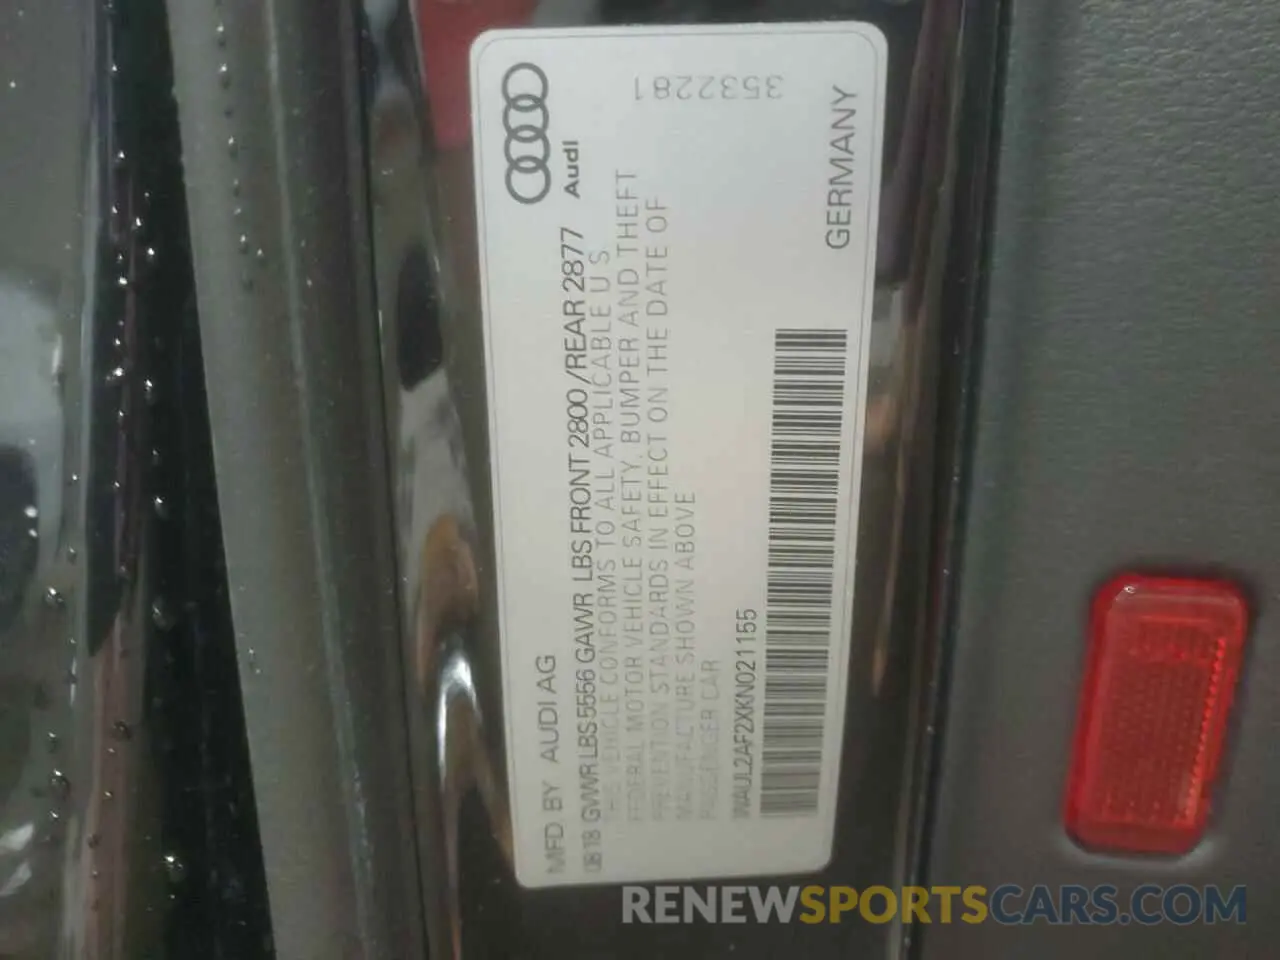 MFD. BY AUDI AG
08 18 GVWR LBS 5556 GAWR LBS FRONT 2800 / REAR 2877
THIS VEHICLE CONFORMS TO ALL APPLICABLE U S
FEDERAL MOTOR VEHICLE SAFETY, BUMPER AND THEFT
PREVENTION STANDARDS IN EFFECT ON THE DATE OF
MANUFACTURE SHOWN ABOVE
PASSENGER CAR
WAUL2AF2XKN021155
Audi
3532281
GERMANY
RENEWSPORTSCARS.COM